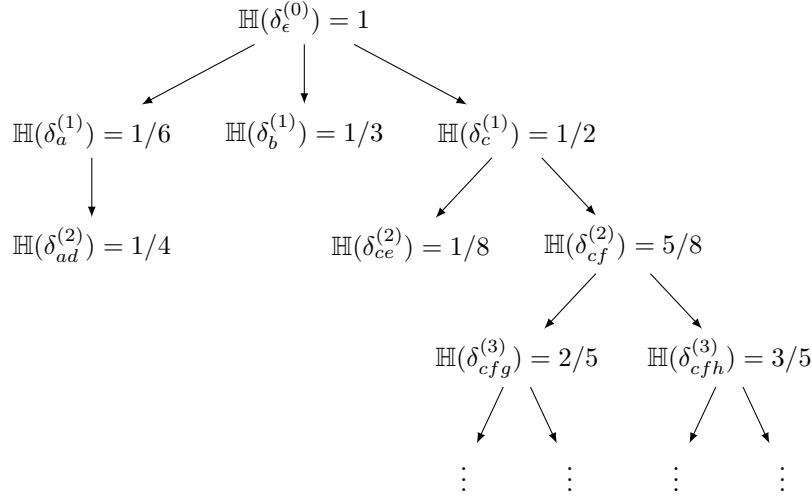 ℍ(δ_ϵ^{(0)}) = 1
ℍ(δ_a^{(1)}) = 1/6 ℍ(δ_b^{(1)}) = 1/3 ℍ(δ_c^{(1)}) = 1/2
ℍ(δ_{ad}^{(2)}) = 1/4 ℍ(δ_{ce}^{(2)}) = 1/8 ℍ(δ_{cf}^{(2)}) = 5/8
ℍ(δ_{cfg}^{(3)}) = 2/5 ℍ(δ_{cfh}^{(3)}) = 3/5
⋮ ⋮ ⋮ ⋮